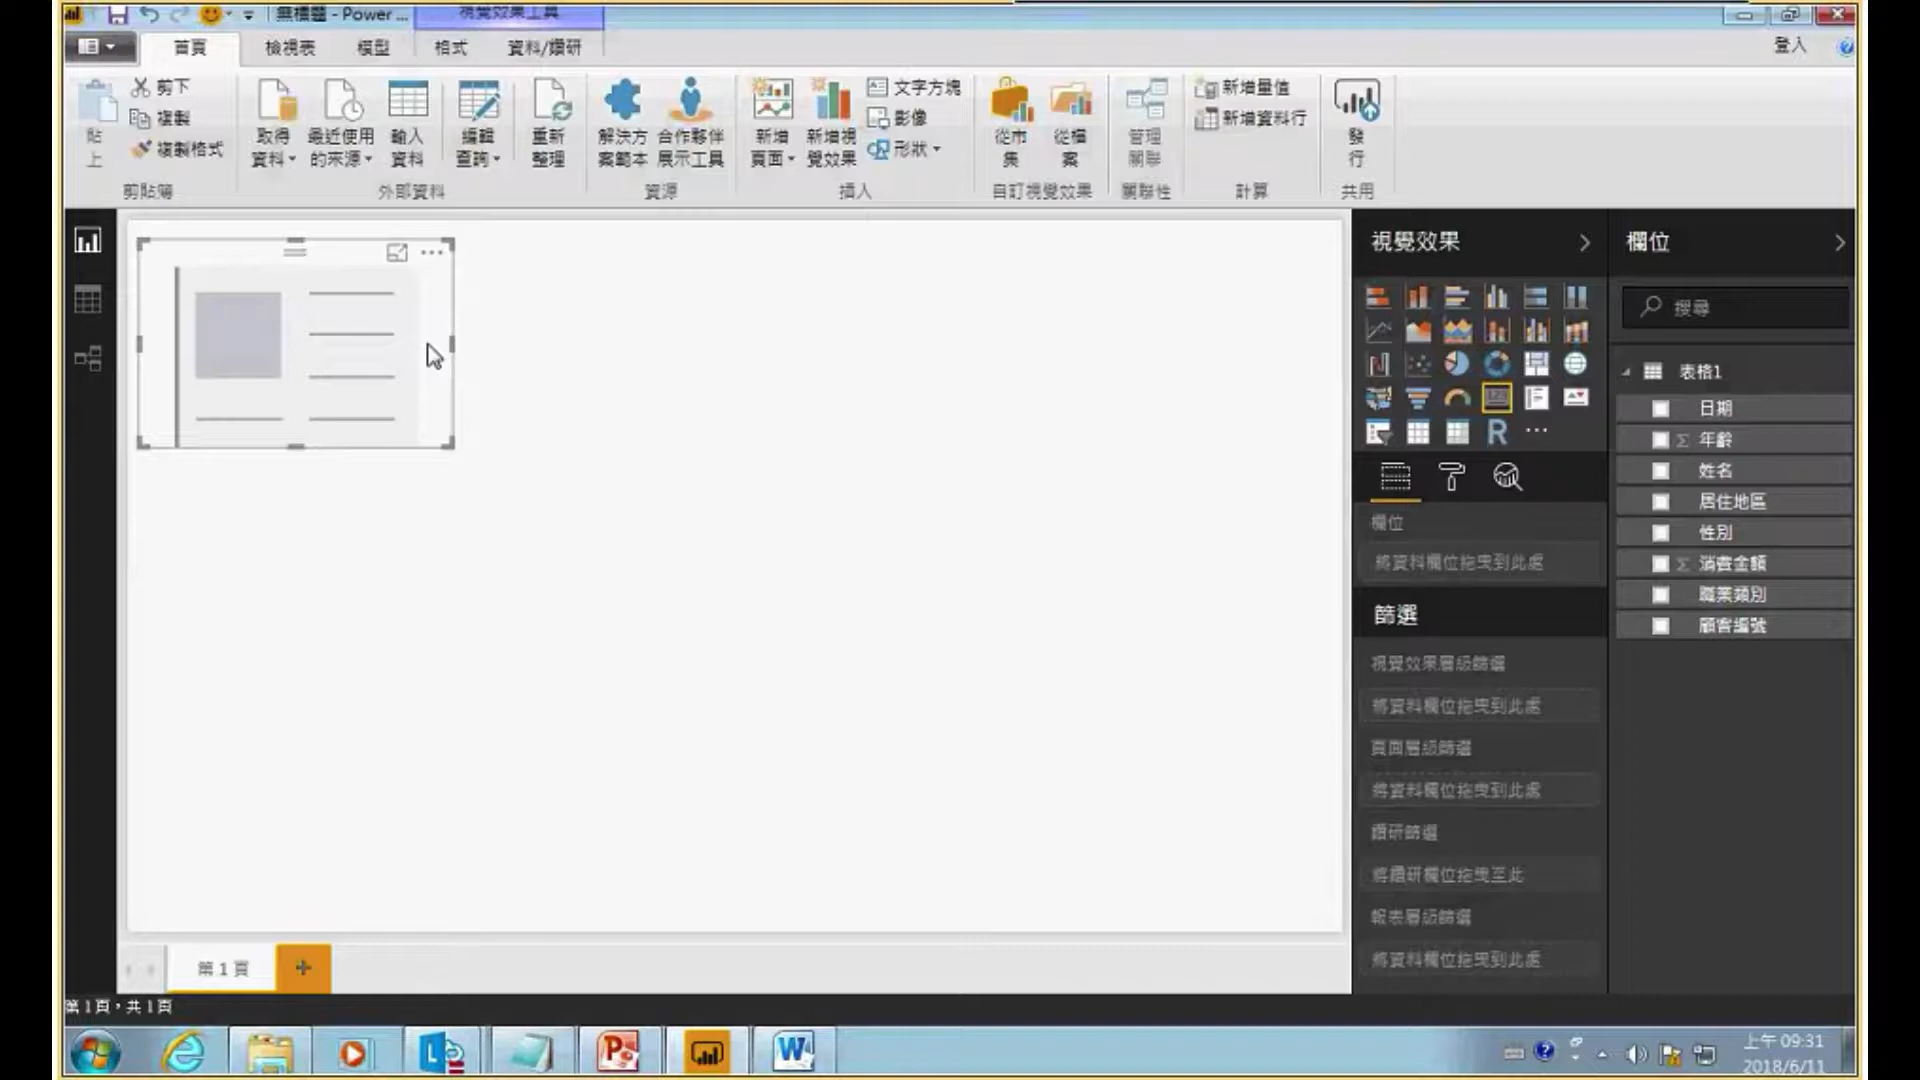 無標題 - Power ...
視覺效果工具
首頁
檢視表
模型
格式
資料/鑽研
登入
貼上
剪下
複製
複製格式
剪貼簿
取得資料
最近使用的來源
輸入資料
編輯查詢
重新整理
外部資料
解決方案範本
合作夥伴展示工具
資源
新增頁面
新增視覺效果
文字方塊
影像
形狀
插入
從市集
從檔案
自訂視覺效果
管理關聯
關聯性
新增量值
新增資料行
計算
發行
共用
視覺效果
欄位
搜尋
表格1
日期
Σ 年齡
姓名
居住地區
性別
Σ 消費金額
職業類別
顧客編號
R
欄位
將資料欄位拖曳到此處
篩選
視覺效果層級篩選
將資料欄位拖曳到此處
頁面層級篩選
將資料欄位拖曳到此處
鑽研篩選
將鑽研欄位拖曳至此
報表層級篩選
將資料欄位拖曳到此處
第 1 頁
第 1 頁，共 1 頁
上午 09:31
2018/6/11